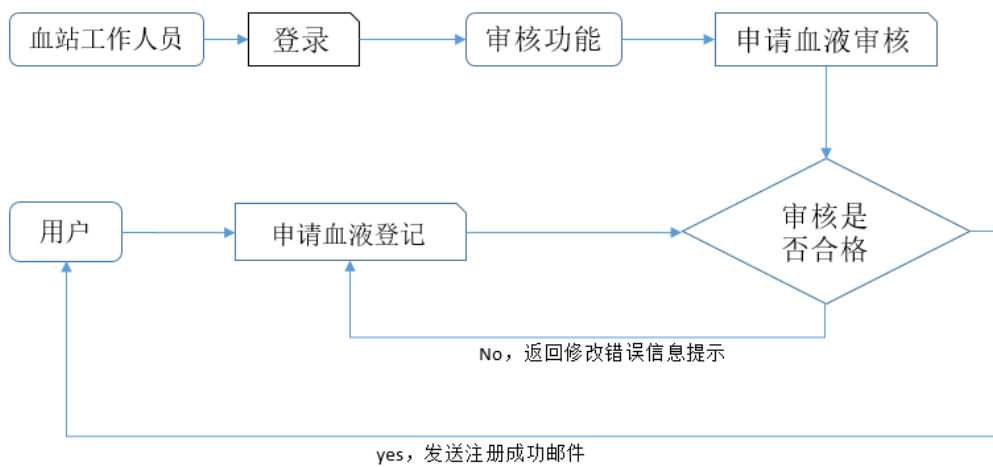 血站工作人员
登录
审核功能
申请血液审核
用户
申请血液登记
审核是
否合格
No，返回修改错误信息提示
yes，发送注册成功邮件